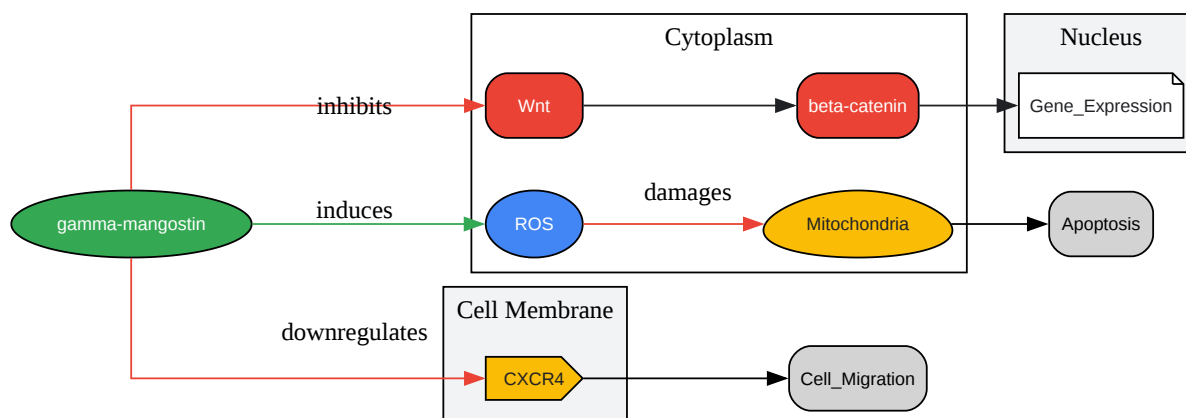 Cytoplasm
Nucleus
inhibits
Wnt
beta-catenin
Gene_Expression
gamma-mangostin
induces
ROS
damages
Mitochondria
Apoptosis
Cell Membrane
downregulates
CXCR4
Cell_Migration